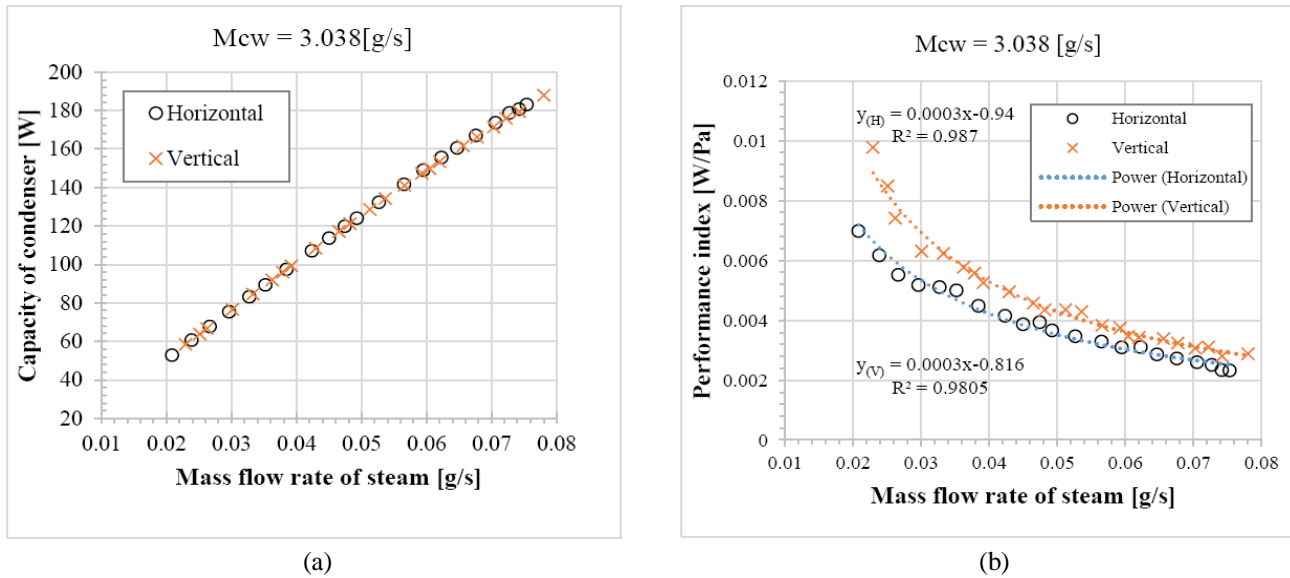 Mcw = 3.038[g/s]
200
180
160
140
120
100
80
60
40
20
Capacity of condenser [W]
Horizontal
Vertical
0.01 0.02 0.03 0.04 0.05 0.06 0.07 0.08
Mass flow rate of steam [g/s]
(a)
Mcw = 3.038 [g/s]
0.012
0.01
0.008
0.006
0.004
0.002
0
Performance index [W/Pa]
y(H) = 0.0003x-0.94
R² = 0.987
Horizontal
Vertical
Power (Horizontal)
Power (Vertical)
y(V) = 0.0003x-0.816
R² = 0.9805
0.01 0.02 0.03 0.04 0.05 0.06 0.07 0.08
Mass flow rate of steam [g/s]
(b)